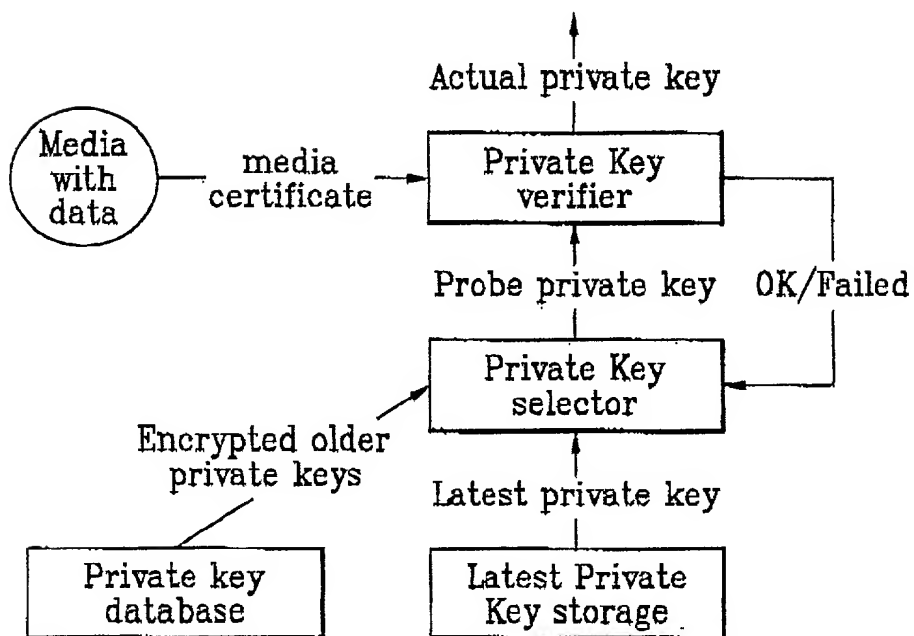 Actual private key
Media
with
data
media
certificate
Private Key
verifier
Probe private key
OK/Failed
Private Key
selector
Encrypted older
private keys
Latest private key
Private key
database
Latest Private
Key storage